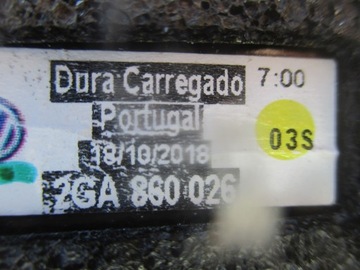 Dura Carregado 7:00
Portugal
18/10/2018 03S
2GA 860 026